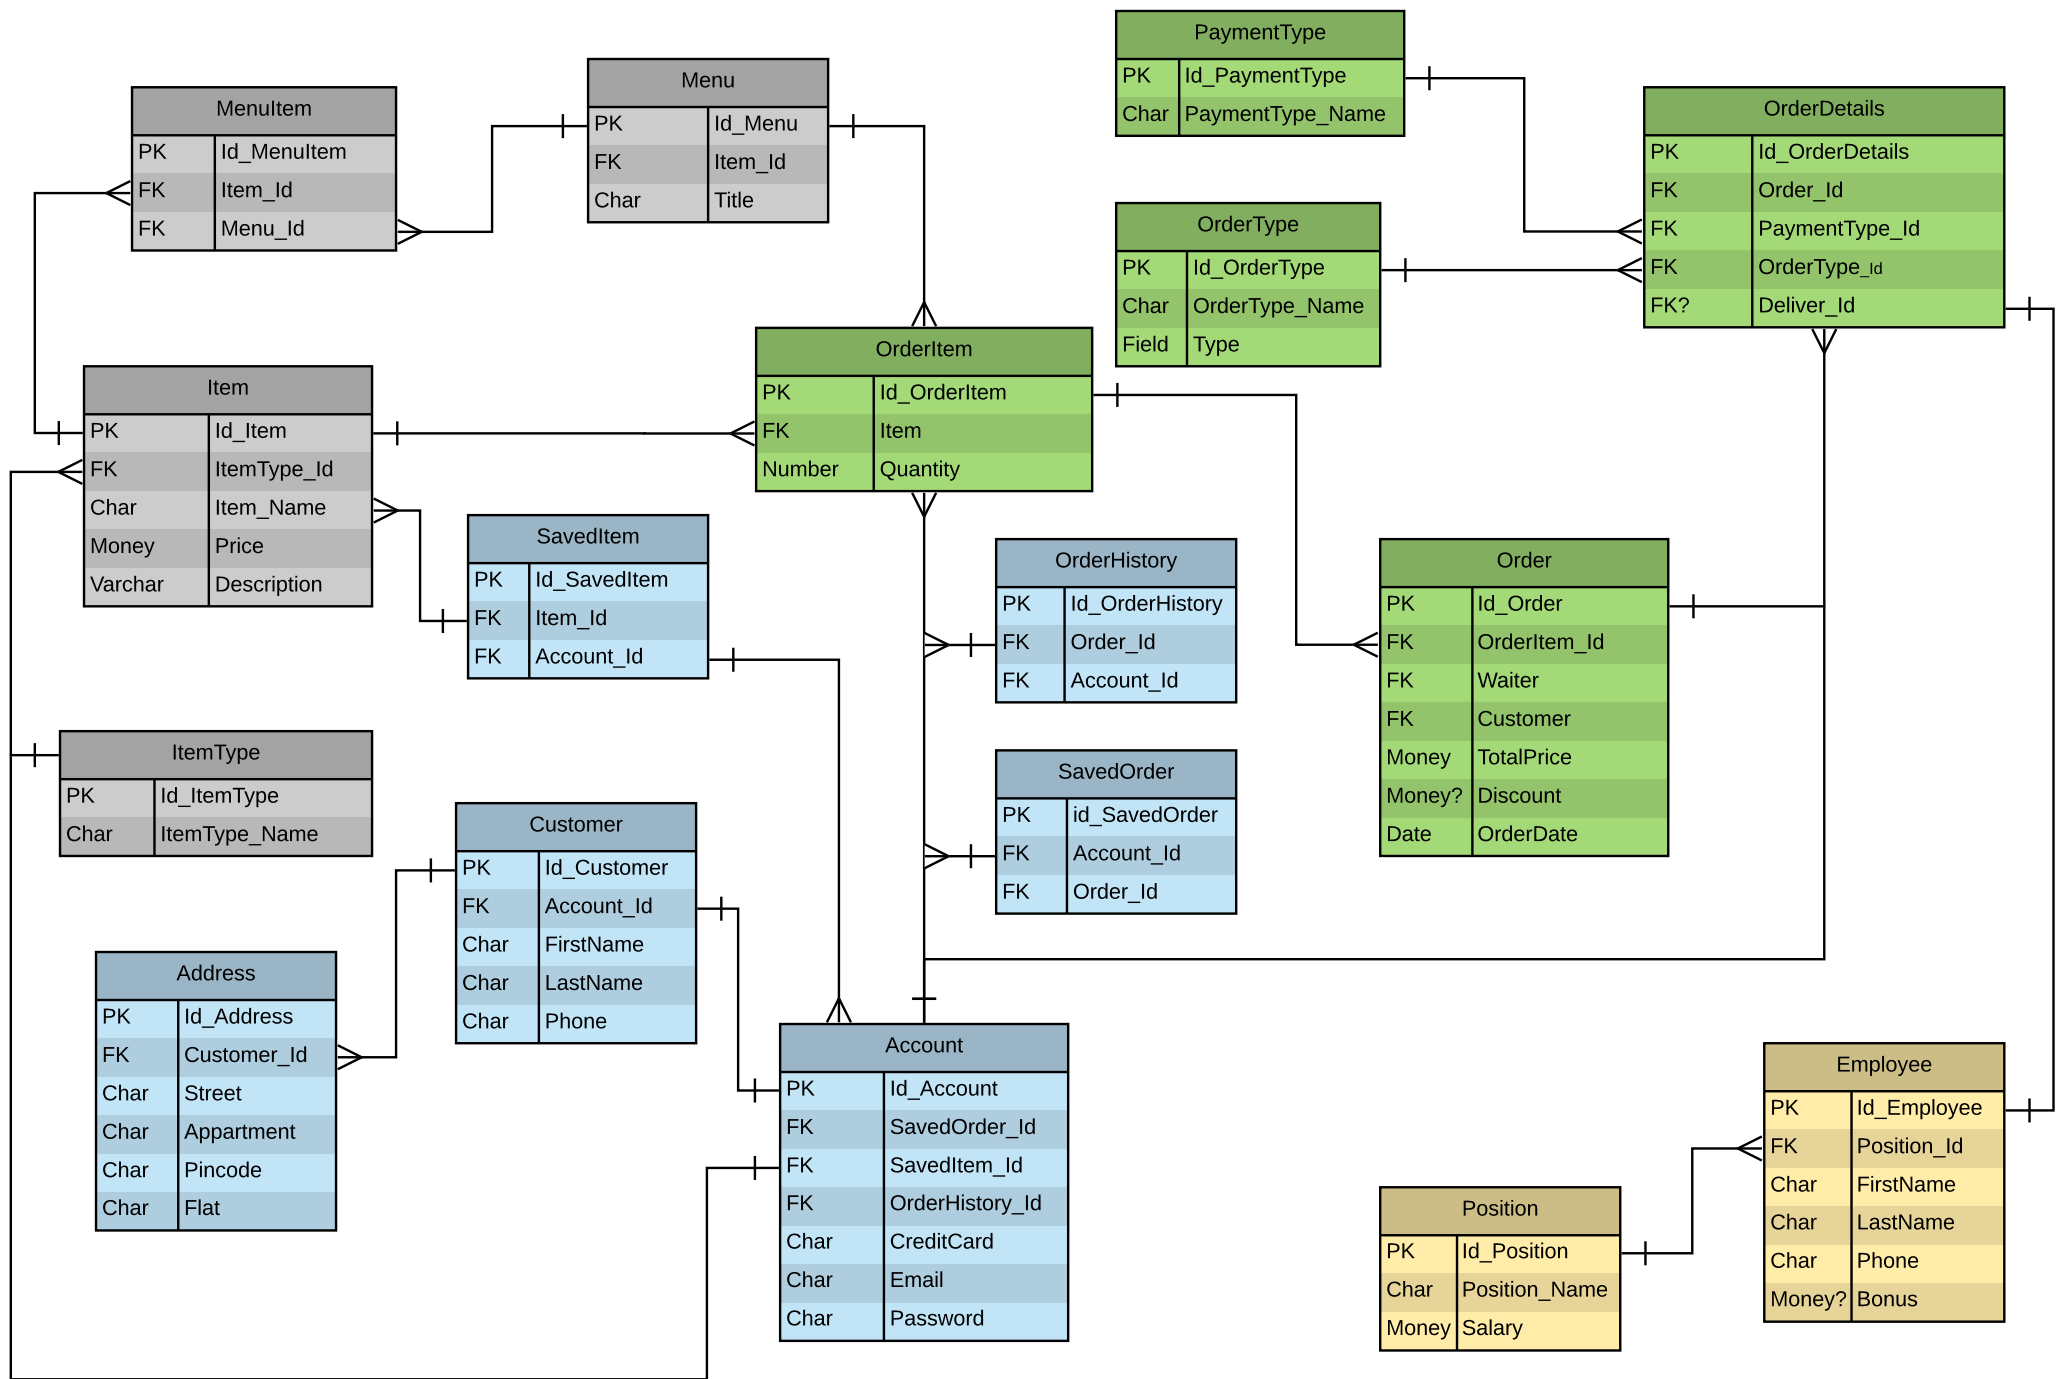 PaymentType
PK Id_PaymentType
Char PaymentType_Name
Menu
PK Id_Menu
FK Item_Id
Char Title
MenuItem
PK Id_MenuItem
FK Item_Id
FK Menu_Id
OrderDetails
PK Id_OrderDetails
FK Order_Id
FK PaymentType_Id
FK OrderType_Id
FK? Deliver_Id
OrderType
PK Id_OrderType
Char OrderType_Name
Field Type
OrderItem
PK Id_OrderItem
FK Item
Number Quantity
Item
PK Id_Item
FK ItemType_Id
Char Item_Name
Money Price
Varchar Description
SavedItem
PK Id_SavedItem
FK Item_Id
FK Account_Id
OrderHistory
PK Id_OrderHistory
FK Order_Id
FK Account_Id
Order
PK Id_Order
FK OrderItem_Id
FK Waiter
FK Customer
Money TotalPrice
Money? Discount
Date OrderDate
ItemType
PK Id_ItemType
Char ItemType_Name
SavedOrder
PK id_SavedOrder
FK Account_Id
FK Order_Id
Customer
PK Id_Customer
FK Account_Id
Char FirstName
Char LastName
Char Phone
Address
PK Id_Address
FK Customer_Id
Char Street
Char Appartment
Char Pincode
Char Flat
Account
PK Id_Account
FK SavedOrder_Id
FK SavedItem_Id
FK OrderHistory_Id
Char CreditCard
Char Email
Char Password
Employee
PK Id_Employee
FK Position_Id
Char FirstName
Char LastName
Char Phone
Money? Bonus
Position
PK Id_Position
Char Position_Name
Money Salary